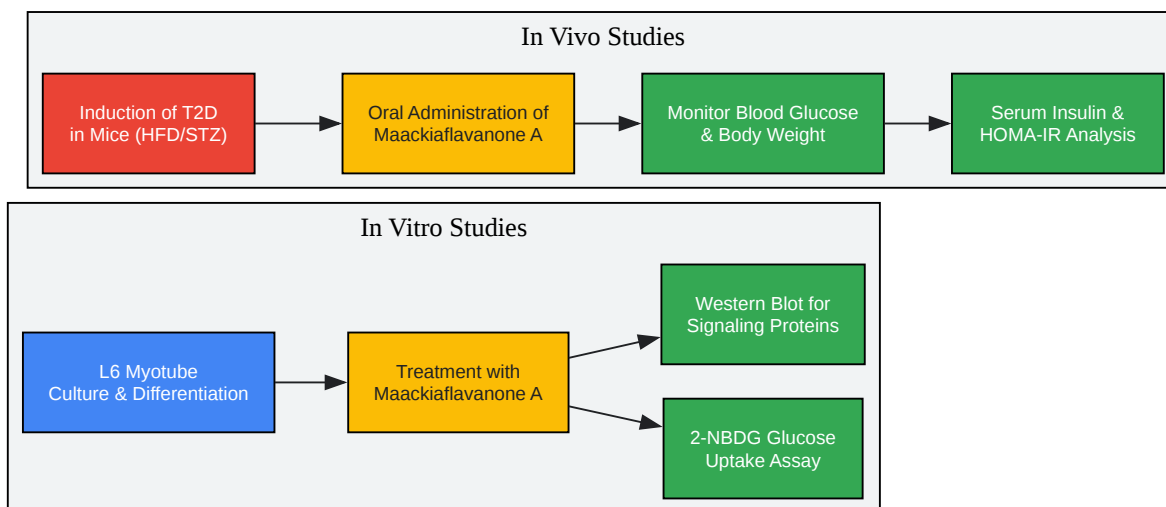 In Vivo Studies
Induction of T2D
in Mice (HFD/STZ)
Oral Administration of
Maackiaflavanone A
Monitor Blood Glucose
& Body Weight
Serum Insulin &
HOMA-IR Analysis
In Vitro Studies
L6 Myotube
Culture & Differentiation
Treatment with
Maackiaflavanone A
Western Blot for
Signaling Proteins
2-NBDG Glucose
Uptake Assay